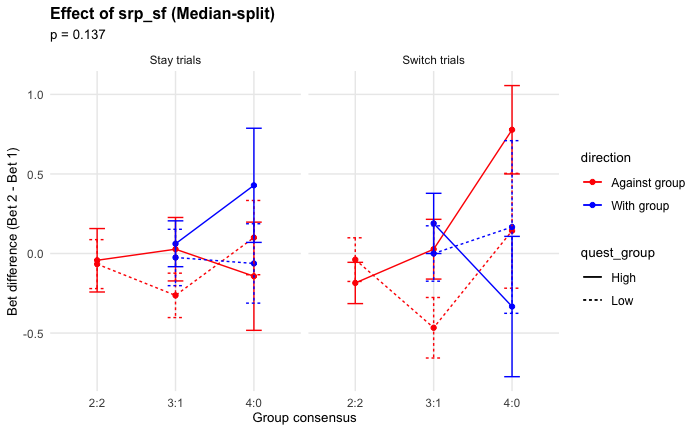 Effect of srp_sf (Median-split)
p = 0.137
Stay trials
Switch trials
Bet difference (Bet 2 - Bet 1)
1.0
0.5
0.0
-0.5
2:2
3:1
4:0
2:2
3:1
4:0
Group consensus
direction
Against group
With group
quest_group
High
Low